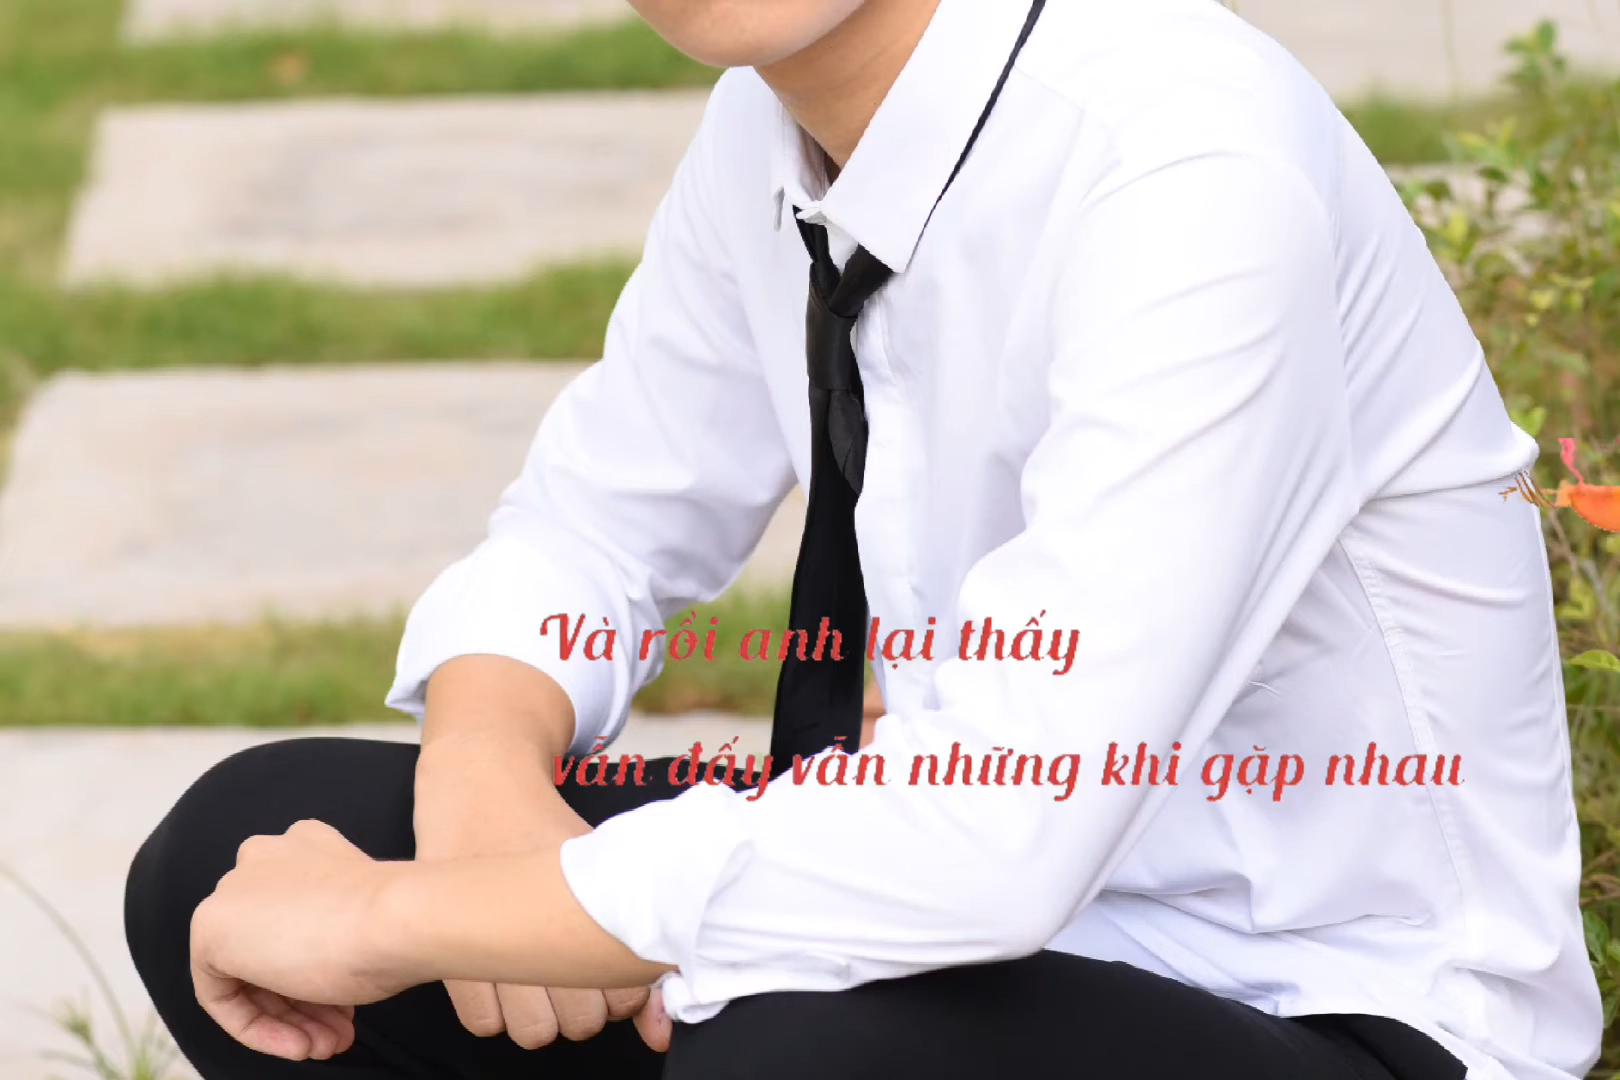 Và rồi anh lại thấy
vẫn đấy vẫn những khi gặp nhau